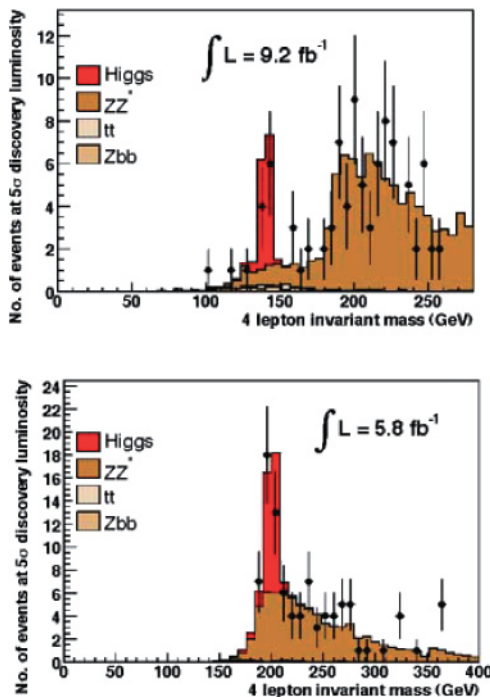 No. of events at 5σ discovery luminosity
12
10
8
6
4
2
0
∫ L = 9.2 fb⁻¹
Higgs
ZZ*
tt
Zbb
0 50 100 150 200 250
4 lepton invariant mass (GeV)
No. of events at 5σ discovery luminosity
24
22
20
18
16
14
12
10
8
6
4
2
0
∫ L = 5.8 fb⁻¹
Higgs
ZZ*
tt
Zbb
0 50 100 150 200 250 300 350 400
4 lepton invariant mass (GeV)